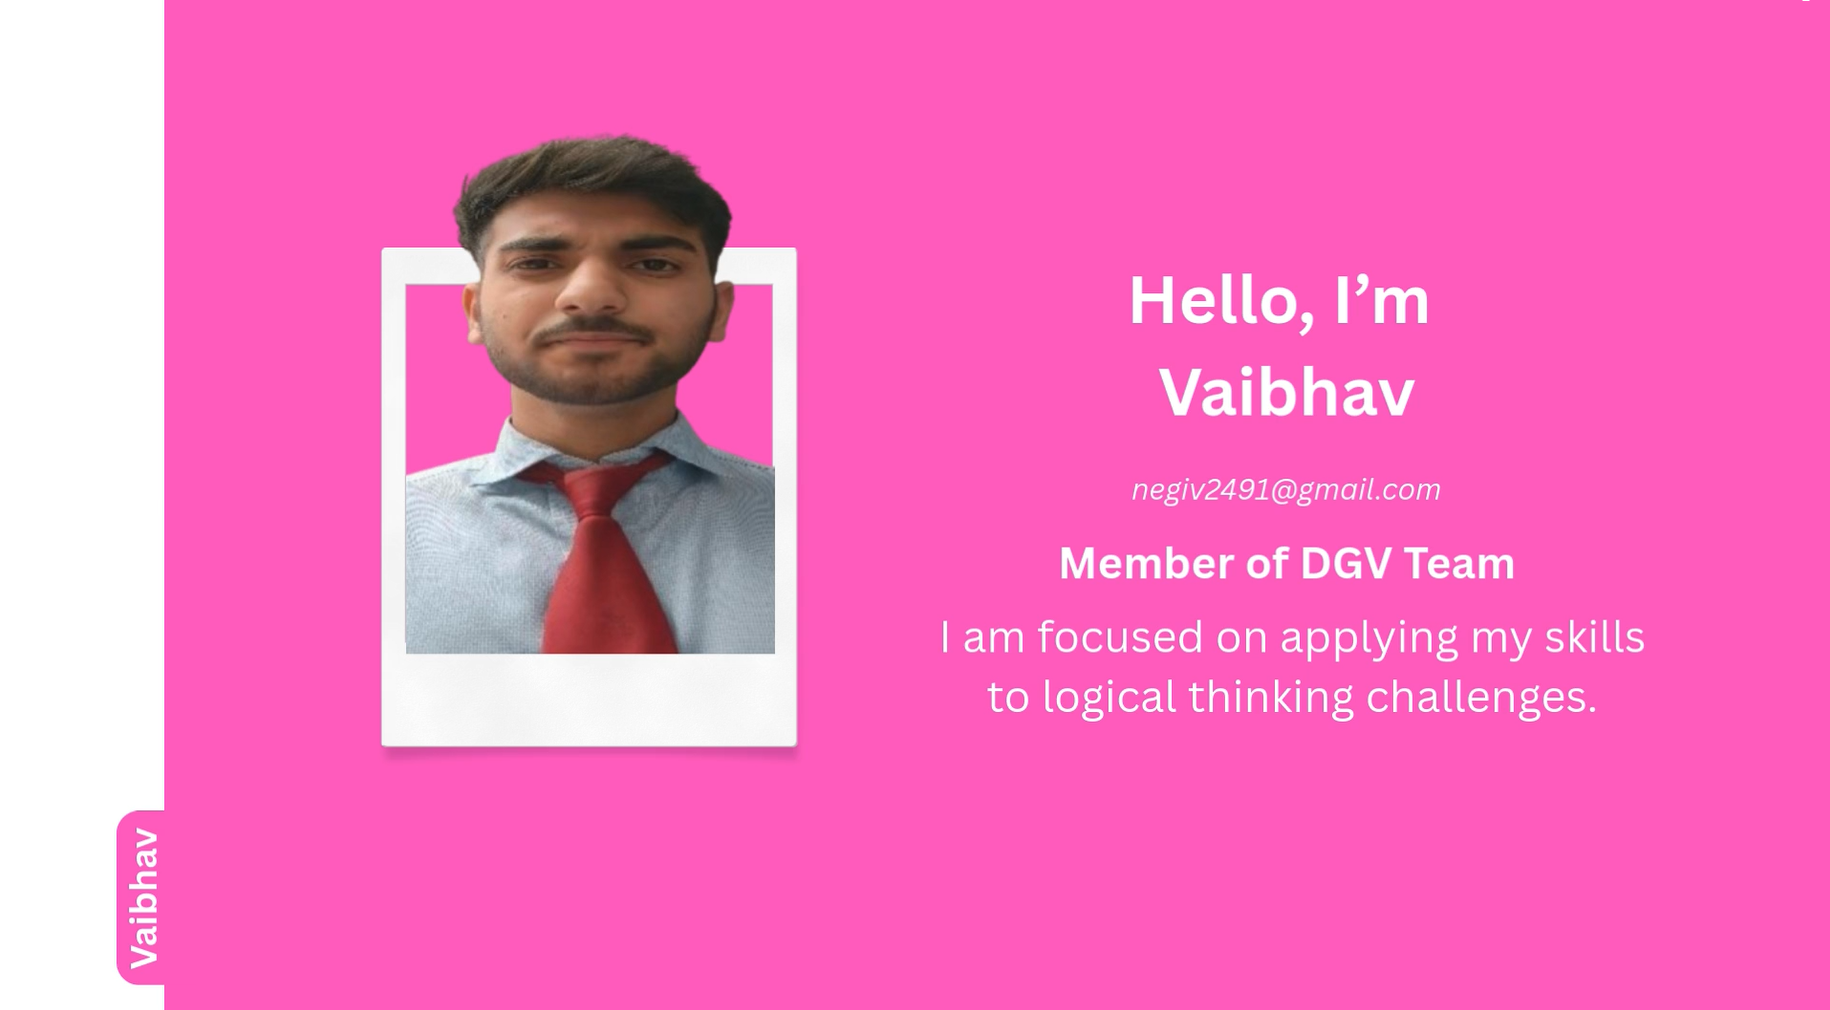 Hello, I’m
Vaibhav
negiv2491@gmail.com
Member of DGV Team
I am focused on applying my skills
to logical thinking challenges.
Vaibhav